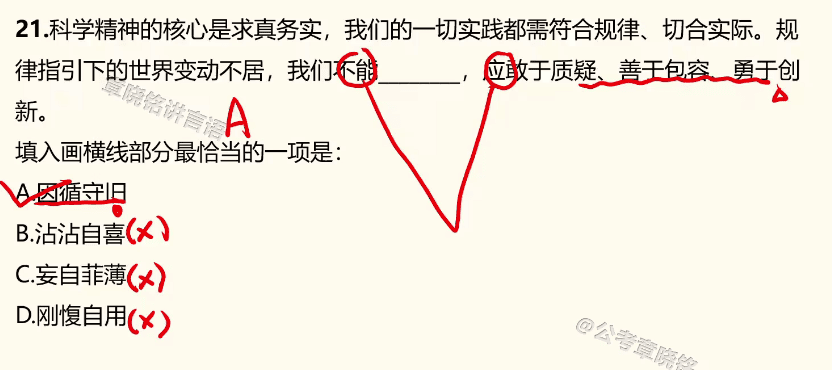 21.科学精神的核心是求真务实，我们的一切实践都需符合规律、切合实际。规
律指引下的世界变动不居，我们不能______，应敢于质疑、善于包容、勇于创
新。
章晓铭讲言语
A
填入画横线部分最恰当的一项是：
A.因循守旧
B.沾沾自喜(×)
C.妄自菲薄(×)
D.刚愎自用(×)
@公考章晓铭